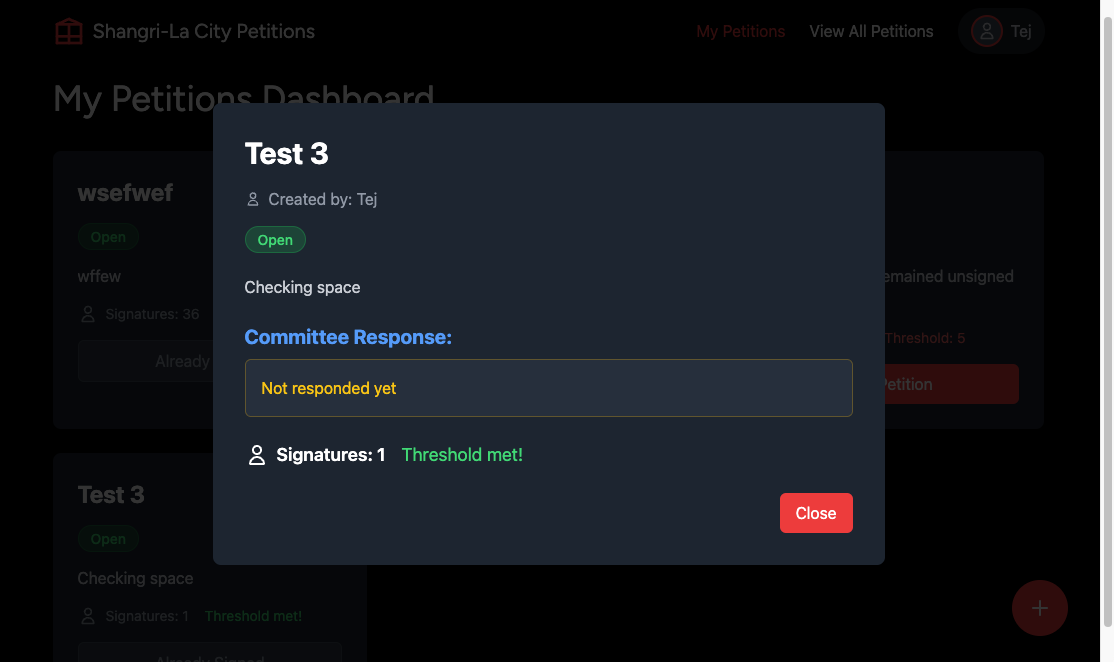 Shangri-La City Petitions
My Petitions
View All Petitions
Tej
My Petitions Dashboard
Test 3
Created by: Tej
Open
Checking space
Committee Response:
Not responded yet
Signatures: 1 Threshold met!
Close
wsefwef
Open
wffew
Signatures: 36
Already
emained unsigned
Threshold: 5
Petition
Test 3
Open
Checking space
Signatures: 1 Threshold met!
Already Signed
+